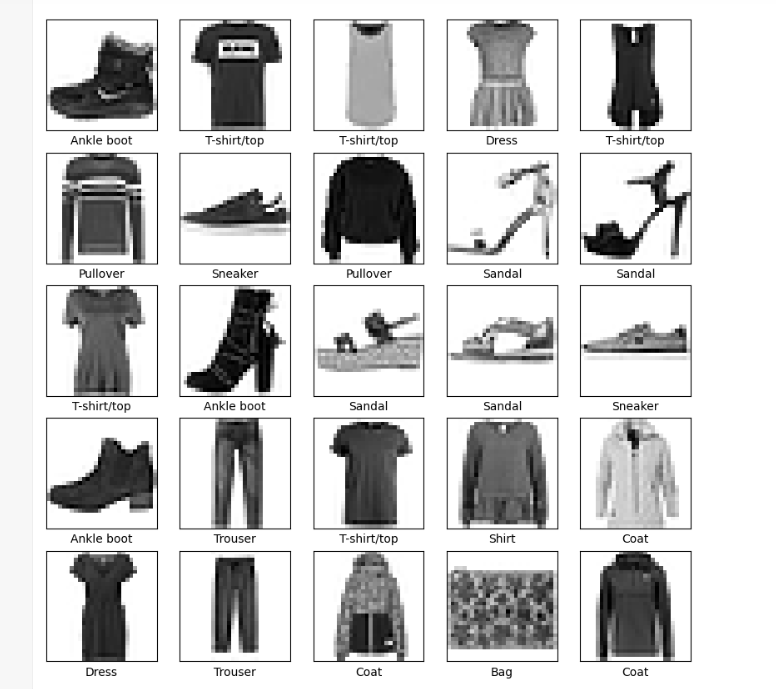 Ankle boot T-shirt/top T-shirt/top Dress T-shirt/top
Pullover Sneaker Pullover Sandal Sandal
T-shirt/top Ankle boot Sandal Sandal Sneaker
Ankle boot Trouser T-shirt/top Shirt Coat
Dress Trouser Coat Bag Coat